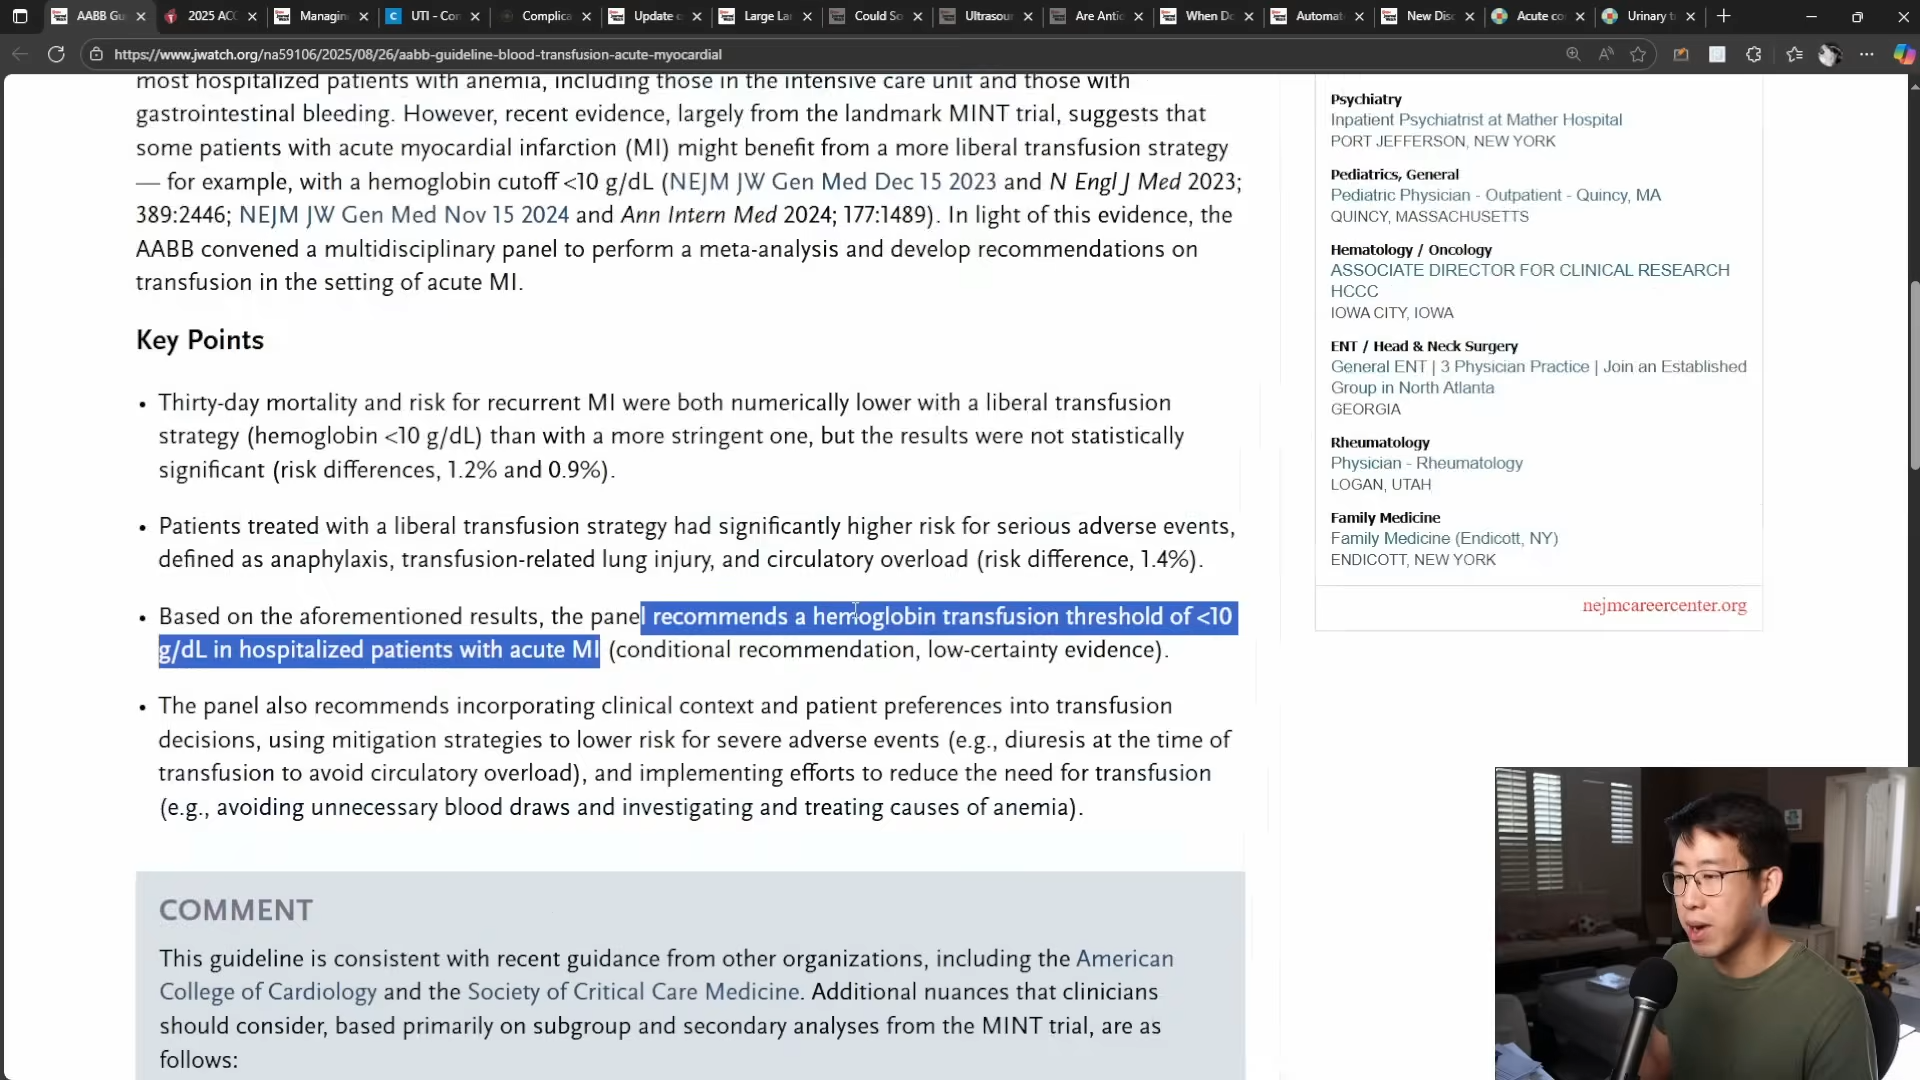 AABB Gu
2025 ACC
Managin
UTI - Con
Complica
Update o
Large La
Could So
Ultrasour
Are Antic
When Do
Automat
New Disc
Acute co
Urinary t
https://www.jwatch.org/na59106/2025/08/26/aabb-guideline-blood-transfusion-acute-myocardial
most hospitalized patients with anemia, including those in the intensive care unit and those with
gastrointestinal bleeding. However, recent evidence, largely from the landmark MINT trial, suggests that
some patients with acute myocardial infarction (MI) might benefit from a more liberal transfusion strategy
— for example, with a hemoglobin cutoff <10 g/dL (NEJM JW Gen Med Dec 15 2023 and N Engl J Med 2023;
389:2446; NEJM JW Gen Med Nov 15 2024 and Ann Intern Med 2024; 177:1489). In light of this evidence, the
AABB convened a multidisciplinary panel to perform a meta-analysis and develop recommendations on
transfusion in the setting of acute MI.
Key Points
• Thirty-day mortality and risk for recurrent MI were both numerically lower with a liberal transfusion
strategy (hemoglobin <10 g/dL) than with a more stringent one, but the results were not statistically
significant (risk differences, 1.2% and 0.9%).
• Patients treated with a liberal transfusion strategy had significantly higher risk for serious adverse events,
defined as anaphylaxis, transfusion-related lung injury, and circulatory overload (risk difference, 1.4%).
• Based on the aforementioned results, the panel recommends a hemoglobin transfusion threshold of <10
g/dL in hospitalized patients with acute MI (conditional recommendation, low-certainty evidence).
• The panel also recommends incorporating clinical context and patient preferences into transfusion
decisions, using mitigation strategies to lower risk for severe adverse events (e.g., diuresis at the time of
transfusion to avoid circulatory overload), and implementing efforts to reduce the need for transfusion
(e.g., avoiding unnecessary blood draws and investigating and treating causes of anemia).
COMMENT
This guideline is consistent with recent guidance from other organizations, including the American
College of Cardiology and the Society of Critical Care Medicine. Additional nuances that clinicians
should consider, based primarily on subgroup and secondary analyses from the MINT trial, are as
follows:
Psychiatry
Inpatient Psychiatrist at Mather Hospital
PORT JEFFERSON, NEW YORK
Pediatrics, General
Pediatric Physician - Outpatient - Quincy, MA
QUINCY, MASSACHUSETTS
Hematology / Oncology
ASSOCIATE DIRECTOR FOR CLINICAL RESEARCH
HCCC
IOWA CITY, IOWA
ENT / Head & Neck Surgery
General ENT | 3 Physician Practice | Join an Established
Group in North Atlanta
GEORGIA
Rheumatology
Physician - Rheumatology
LOGAN, UTAH
Family Medicine
Family Medicine (Endicott, NY)
ENDICOTT, NEW YORK
nejmcareercenter.org